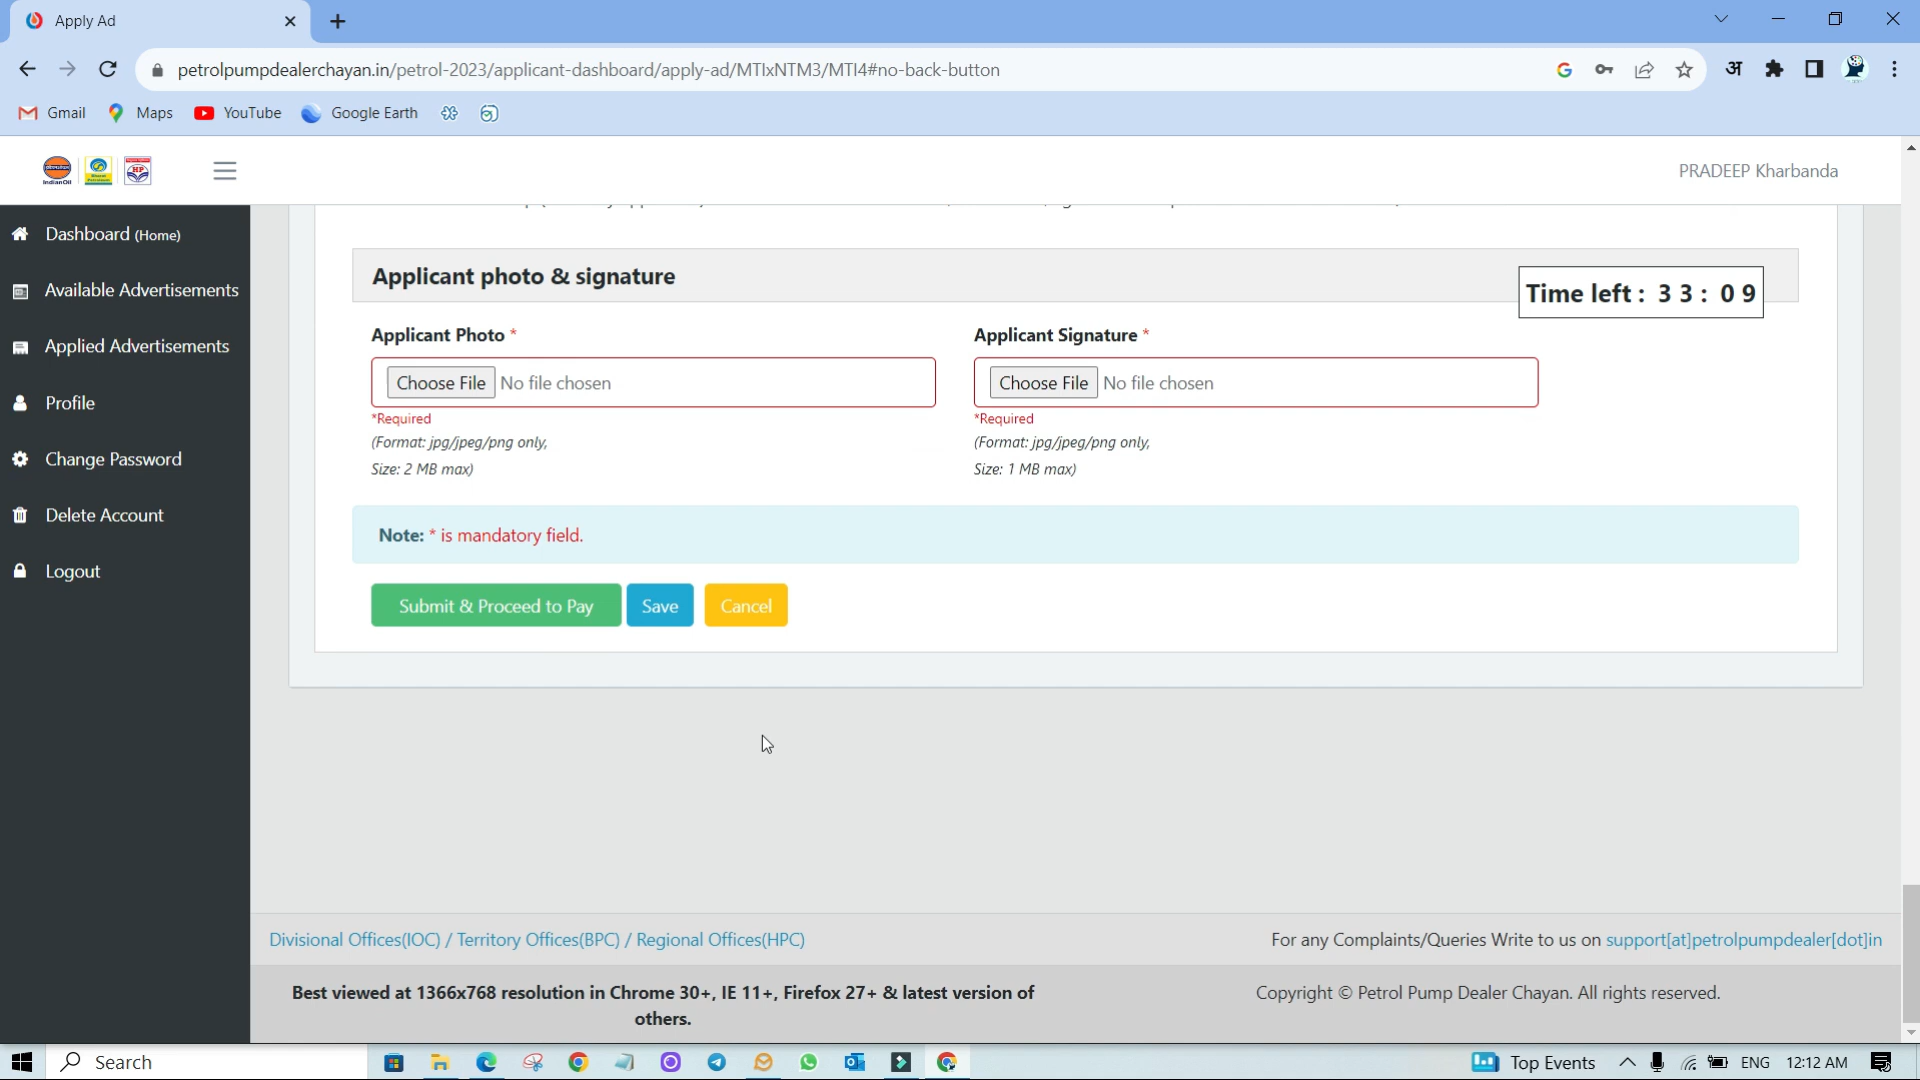 Apply Ad
petrolpumpdealerchayan.in/petrol-2023/applicant-dashboard/apply-ad/MTIxNTM3/MTI4#no-back-button
अ
Gmail Maps YouTube Google Earth
IndianOil HP PRADEEP Kharbanda
Dashboard (Home)
Available Advertisements
Applied Advertisements
Profile
Change Password
Delete Account
Logout
Applicant photo & signature
Time left : 3 3 : 0 9
Applicant Photo * Applicant Signature *
Choose File No file chosen Choose File No file chosen
*Required *Required
(Format: jpg/jpeg/png only, (Format: jpg/jpeg/png only,
Size: 2 MB max) Size: 1 MB max)
Note: * is mandatory field.
Submit & Proceed to Pay Save Cancel
Divisional Offices(IOC) / Territory Offices(BPC) / Regional Offices(HPC) For any Complaints/Queries Write to us on support[at]petrolpumpdealer[dot]in
Best viewed at 1366x768 resolution in Chrome 30+, IE 11+, Firefox 27+ & latest version of
others.
Copyright © Petrol Pump Dealer Chayan. All rights reserved.
Search Top Events ENG 12:12 AM